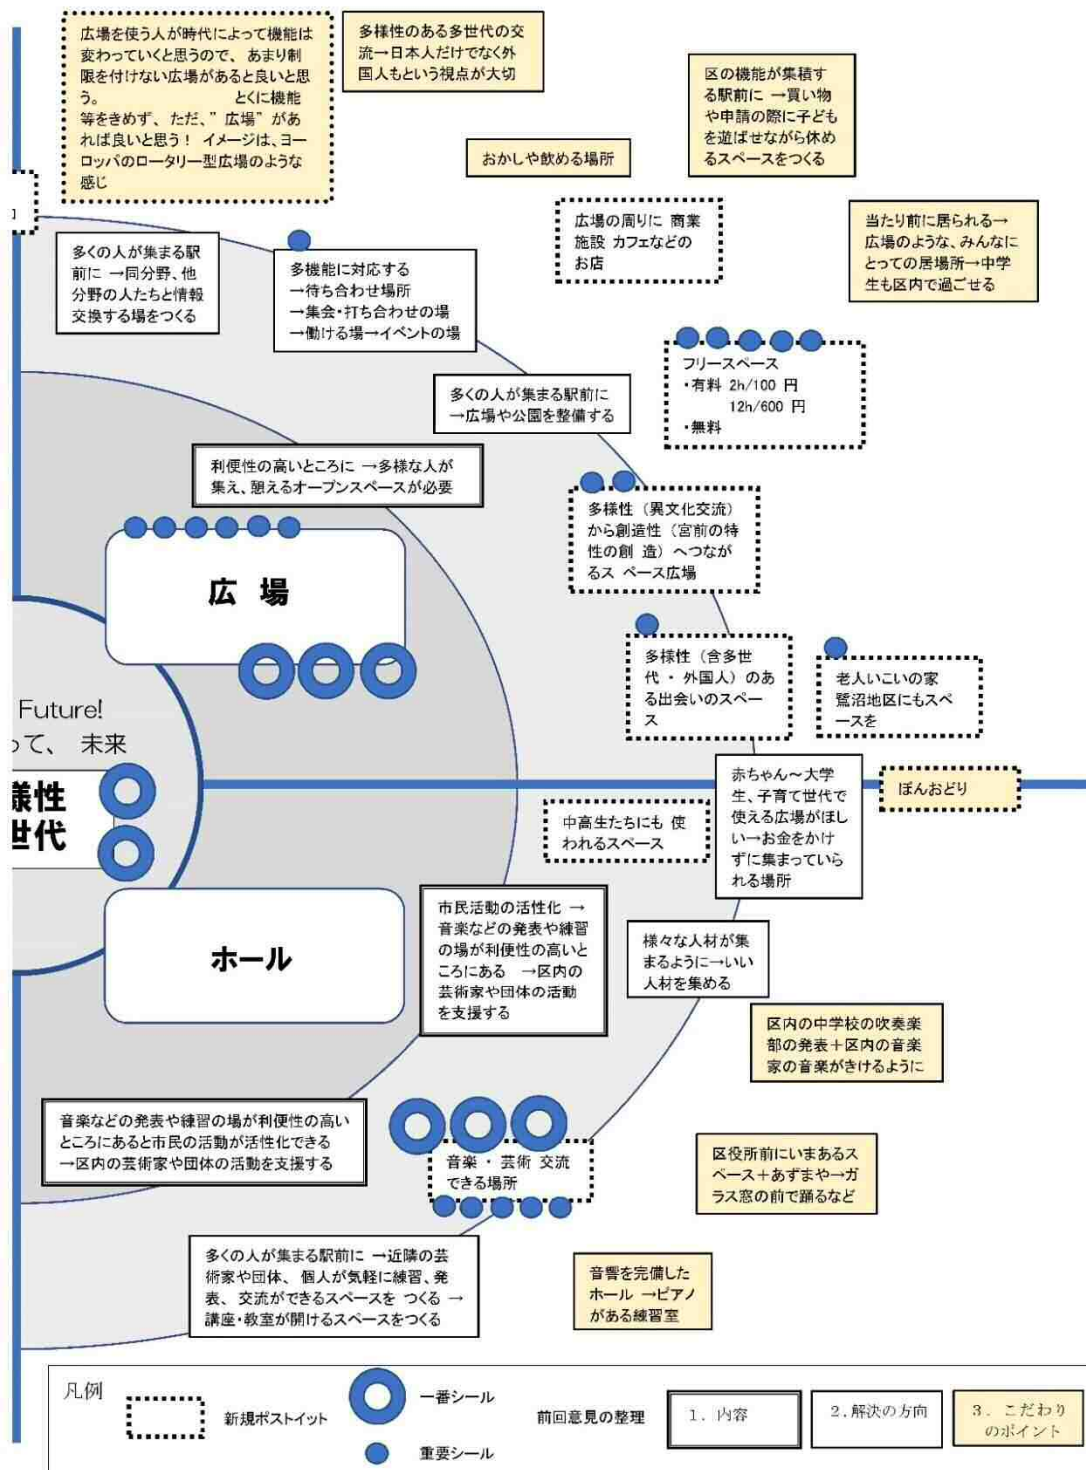 広場を使う人が時代によって機能は
変わっていくと思うので、あまり制
限を付けない広場があると良いと思
う。 とくに機能
等をきめず、ただ、”広場”があ
れば良いと思う！ イメージは、ヨー
ロッパのロータリー型広場のような
感じ
多様性のある多世代の交
流→日本人だけでなく外
国人もという視点が大切
区の機能が集積す
る駅前に →買い物
や申請の際に子ども
を遊ばせながら休め
るスペースをつくる
おかしや飲める場所
広場の周りに 商業
施設 カフェなどの
お店
当たり前に居られる→
広場のような、みんなに
とっての居場所→中学
生も区内で過ごせる
多くの人が集まる駅
前に →同分野、他
分野の人たちと情報
交換する場をつくる
多機能に対応する
→待ち合わせ場所
→集会・打ち合わせの場
→働ける場→イベントの場
フリースペース
・有料 2h/100 円
12h/600 円
・無料
多くの人が集まる駅前に
→広場や公園を整備する
利便性の高いところに →多様な人が
集え、憩えるオープンスペースが必要
多様性（異文化交流）
から創造性（宮前の特
性の創 造）へつなが
るス ペース広場
広 場
多様性（含多世
代 ・ 外国人）のあ
る出会いのスペー
ス
老人いこいの家
鷺沼地区にもスペ
ースを
Future!
って、 未来
様性
世代
赤ちゃん～大学
生、子育て世代で
使える広場がほし
い→お金をかけ
ずに集まっていら
れる場所
ぼんおどり
中高生たちにも 使
われるスペース
ホール
市民活動の活性化 →
音楽などの発表や練習
の場が利便性の高いと
ころにある →区内の
芸術家や団体の活動
を支援する
様々な人材が集
まるように→いい
人材を集める
区内の中学校の吹奏楽
部の発表＋区内の音楽
家の音楽がきけるように
音楽などの発表や練習の場が利便性の高い
ところにあると市民の活動が活性化できる
→区内の芸術家や団体の活動を支援する
音楽 ・ 芸術 交流
できる場所
区役所前にいまあるス
ペース＋あずまや→ガ
ラス窓の前で踊るなど
多くの人が集まる駅前に →近隣の芸
術家や団体、個人が気軽に練習、発
表、交流ができるスペースを つくる →
講座・教室が開けるスペースをつくる
音響を完備した
ホール →ピアノ
がある練習室
凡例
新規ポストイット
一番シール
重要シール
前回意見の整理
1. 内容
2.解決の方向
3. こだわり
のポイント